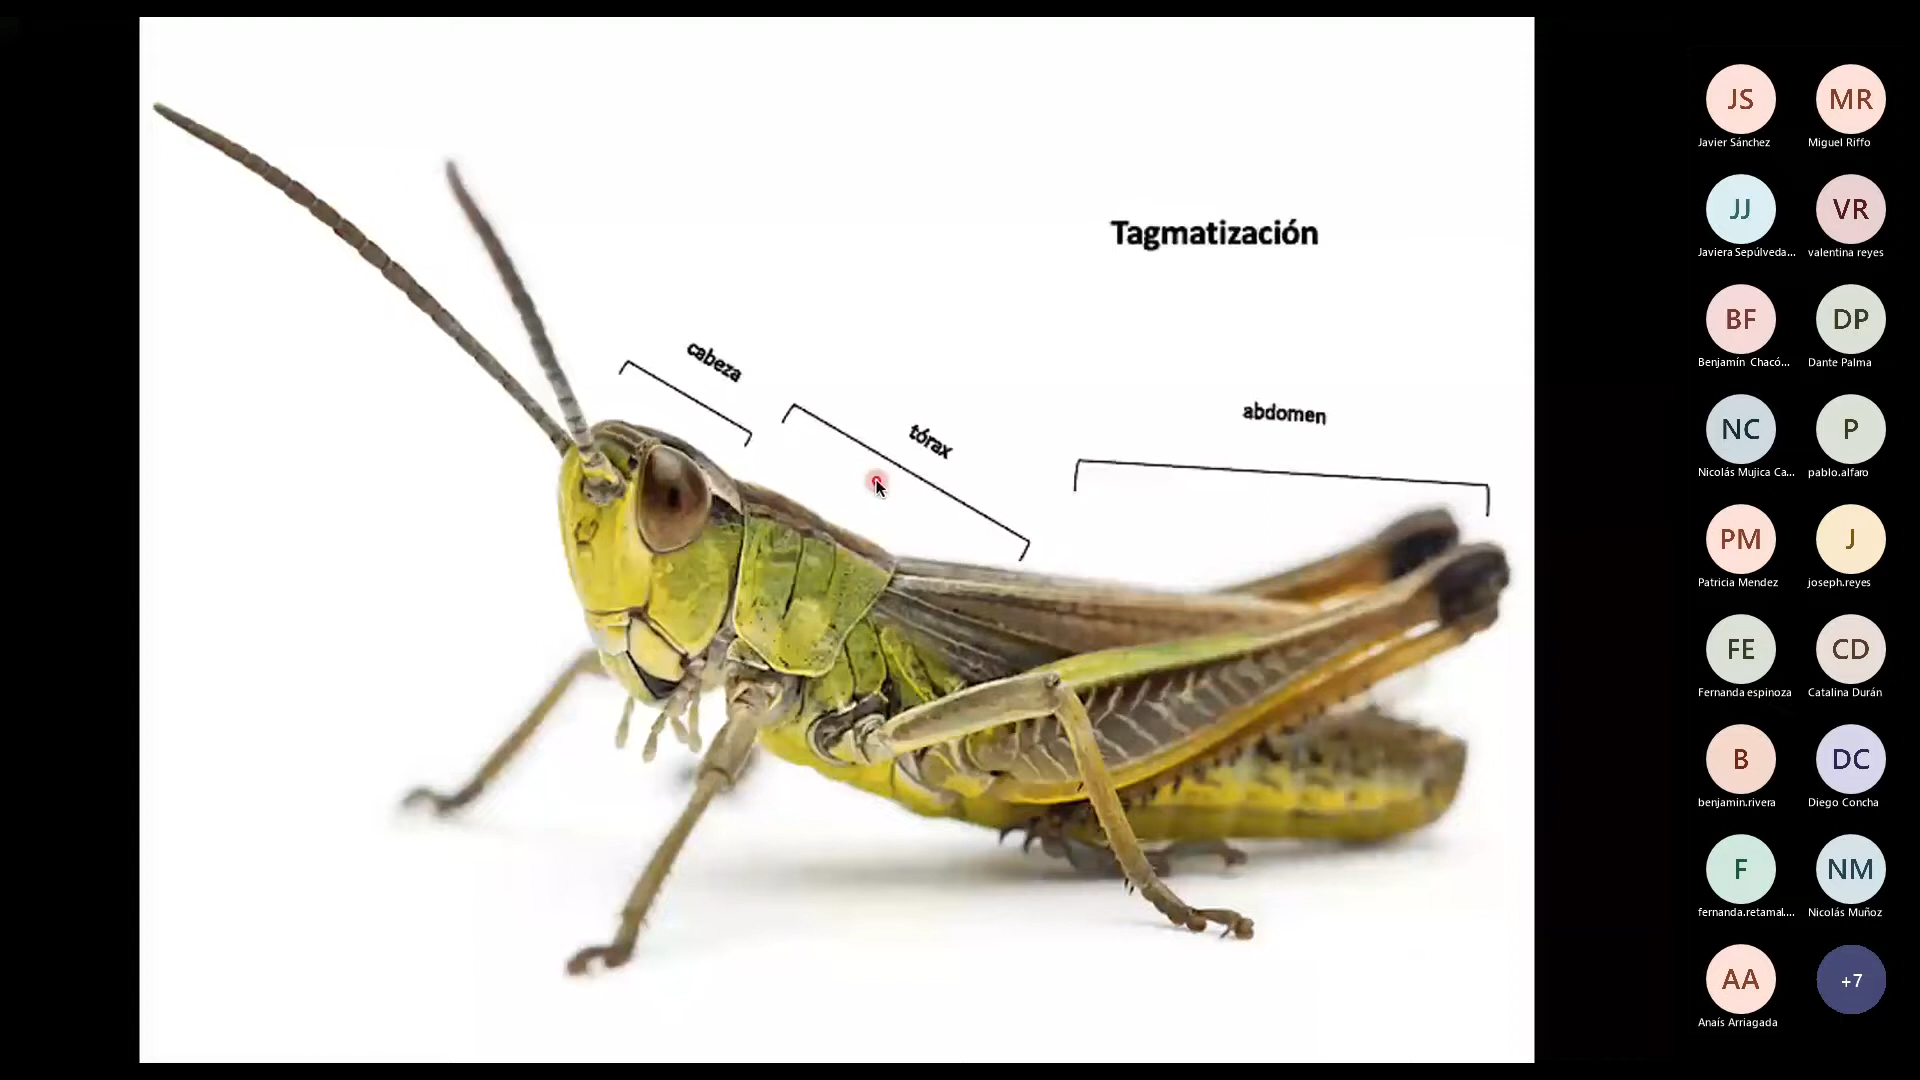 Tagmatización
cabeza
tórax
abdomen
JS
Javier Sánchez
MR
Miguel Riffo
JJ
Javiera Sepúlveda...
VR
valentina reyes
BF
Benjamín Chacó...
DP
Dante Palma
NC
Nicolás Mujica Ca...
P
pablo.alfaro
PM
Patricia Mendez
J
joseph.reyes
FE
Fernanda espinoza
CD
Catalina Durán
B
benjamin.rivera
DC
Diego Concha
F
fernanda.retamal....
NM
Nicolás Muñoz
AA
Anaís Arriagada
+7